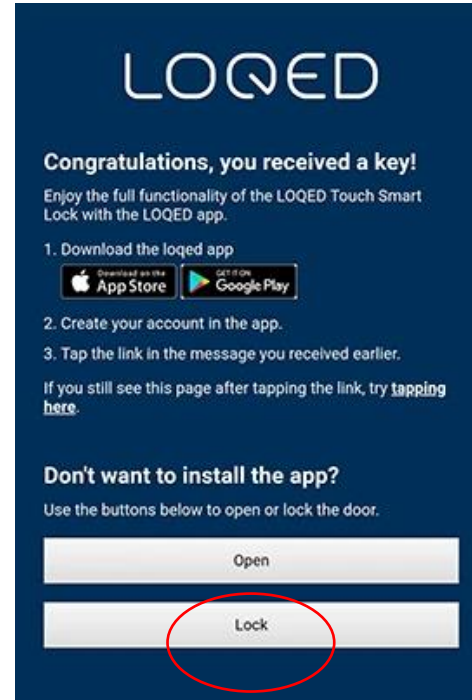 LOQED
Congratulations, you received a key!
Enjoy the full functionality of the LOQED Touch Smart
Lock with the LOQED app.
1. Download the loqed app
Download on the
App Store
GET IT ON
Google Play
2. Create your account in the app.
3. Tap the link in the message you received earlier.
If you still see this page after tapping the link, try tapping
here.
Don't want to install the app?
Use the buttons below to open or lock the door.
Open
Lock